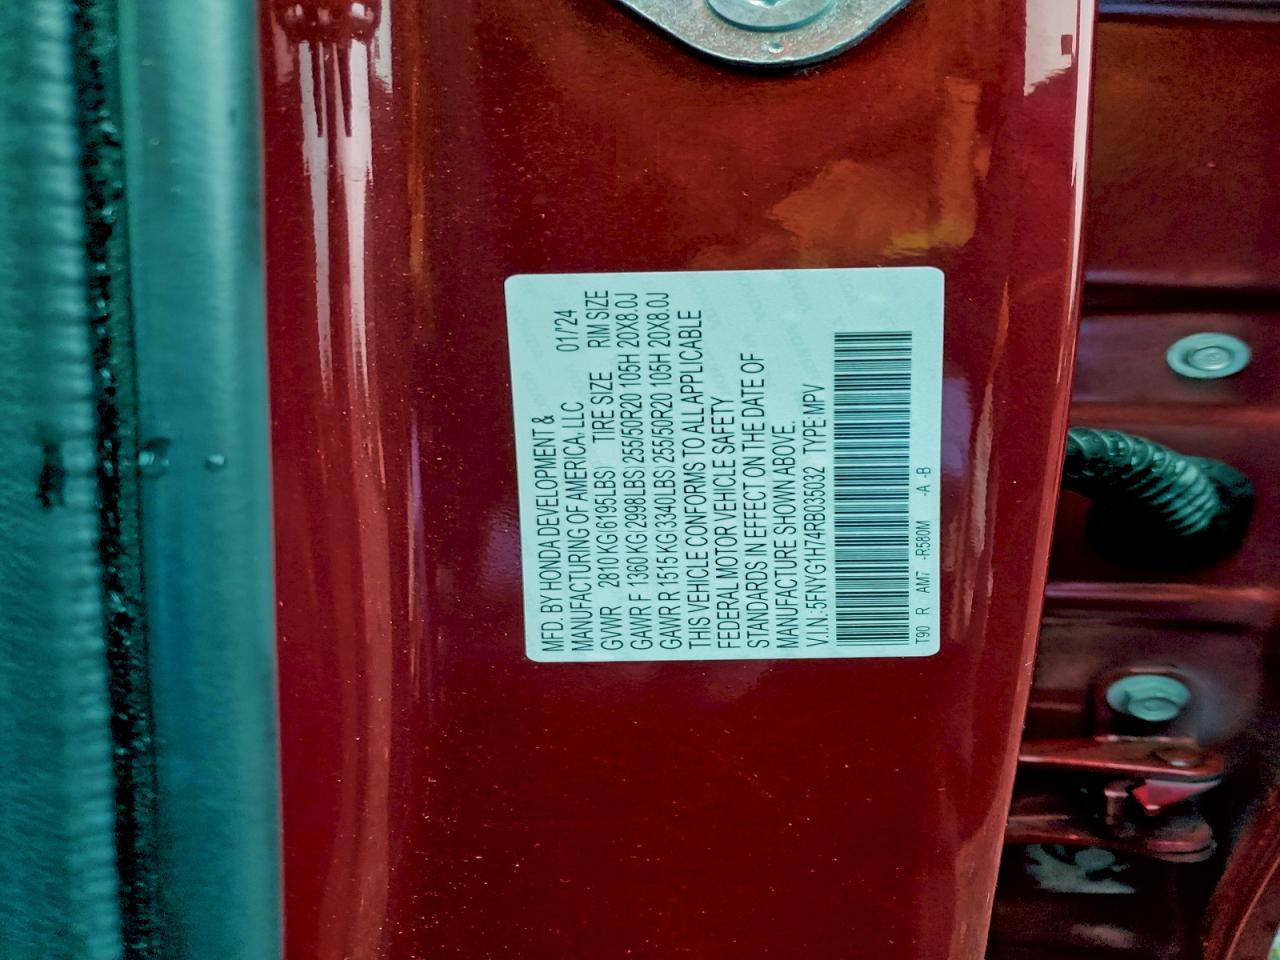 MFD. BY HONDA DEVELOPMENT &
MANUFACTURING OF AMERICA, LLC 01/'24
GVWR 2810KG(6195LBS) TIRE SIZE RIM SIZE
GAWR F 1360KG(2998LBS) 255/50R20 105H 20X8.0J
GAWR R 1515KG(3340LBS) 255/50R20 105H 20X8.0J
THIS VEHICLE CONFORMS TO ALL APPLICABLE
FEDERAL MOTOR VEHICLE SAFETY
STANDARDS IN EFFECT ON THE DATE OF
MANUFACTURE SHOWN ABOVE.
V.I.N.:5FNYG1H74RB035032 TYPE:MPV
T90 R AM7 -R580M -A -B